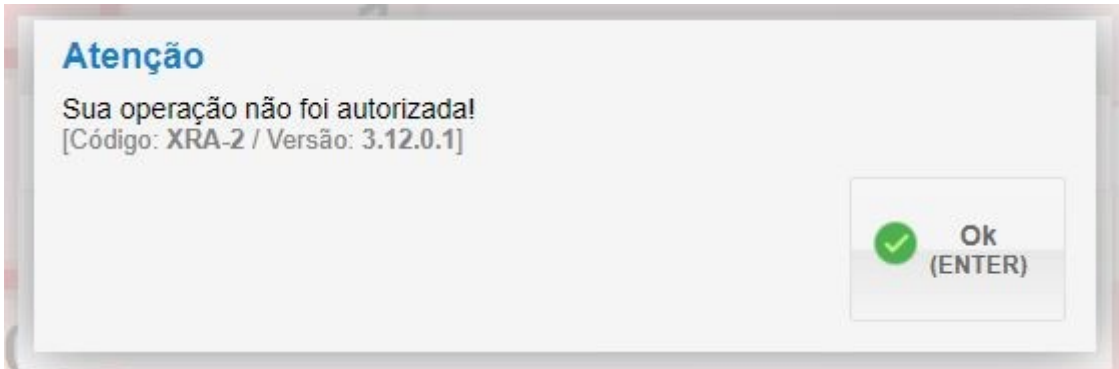 Atenção
Sua operação não foi autorizada!
[Código: XRA-2 / Versão: 3.12.0.1]
Ok
(ENTER)